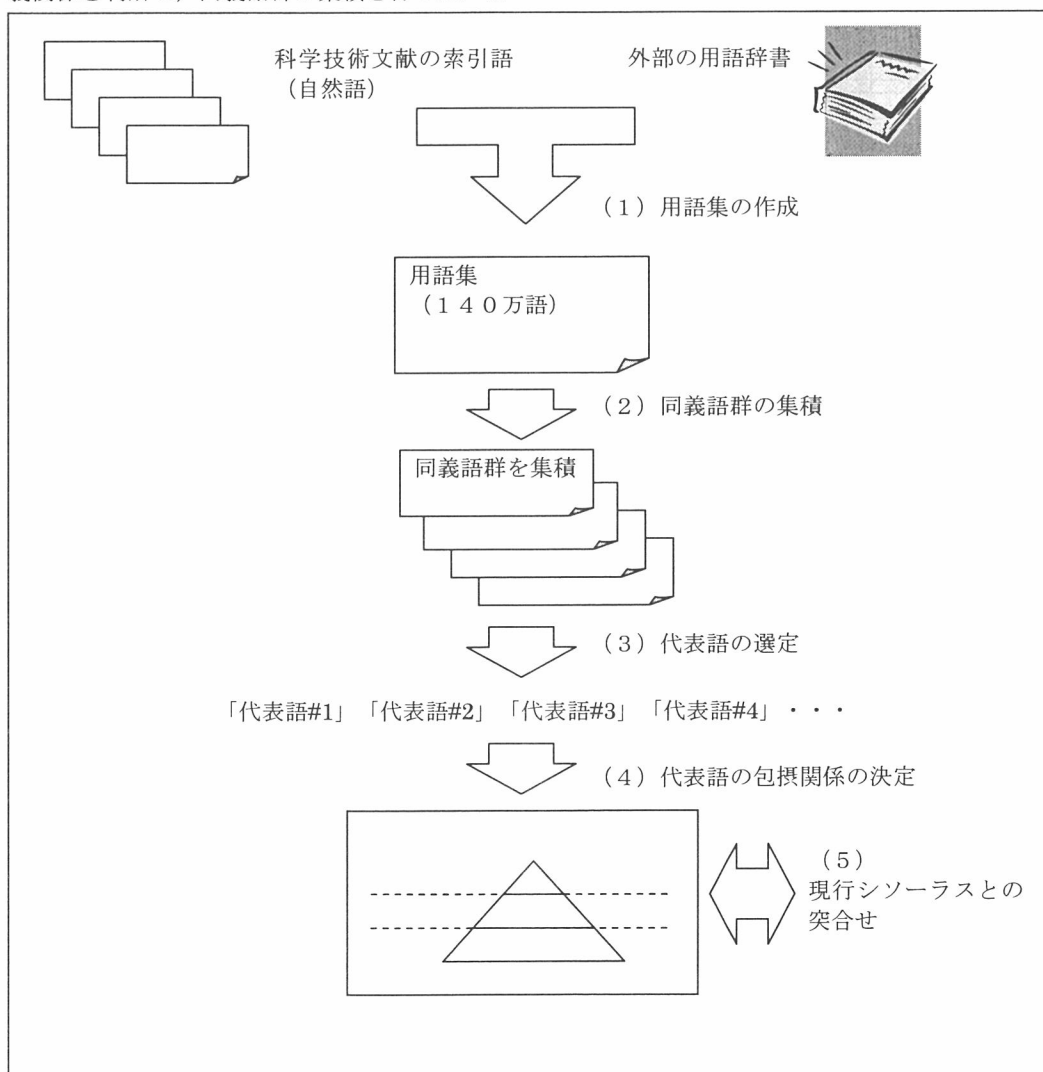 科学技術文献の索引語
（自然語）
外部の用語辞書
（１）用語集の作成
用語集
（１４０万語）
（２）同義語群の集積
同義語群を集積
（３）代表語の選定
「代表語#1」「代表語#2」「代表語#3」「代表語#4」・・・
（４）代表語の包摂関係の決定
（５）
現行シソーラスとの
突合せ